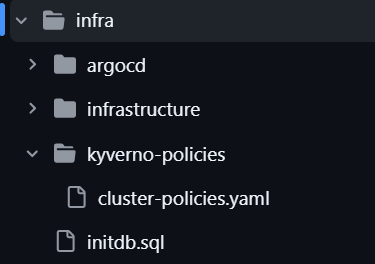 infra
argocd
infrastructure
kyverno-policies
cluster-policies.yaml
initdb.sql